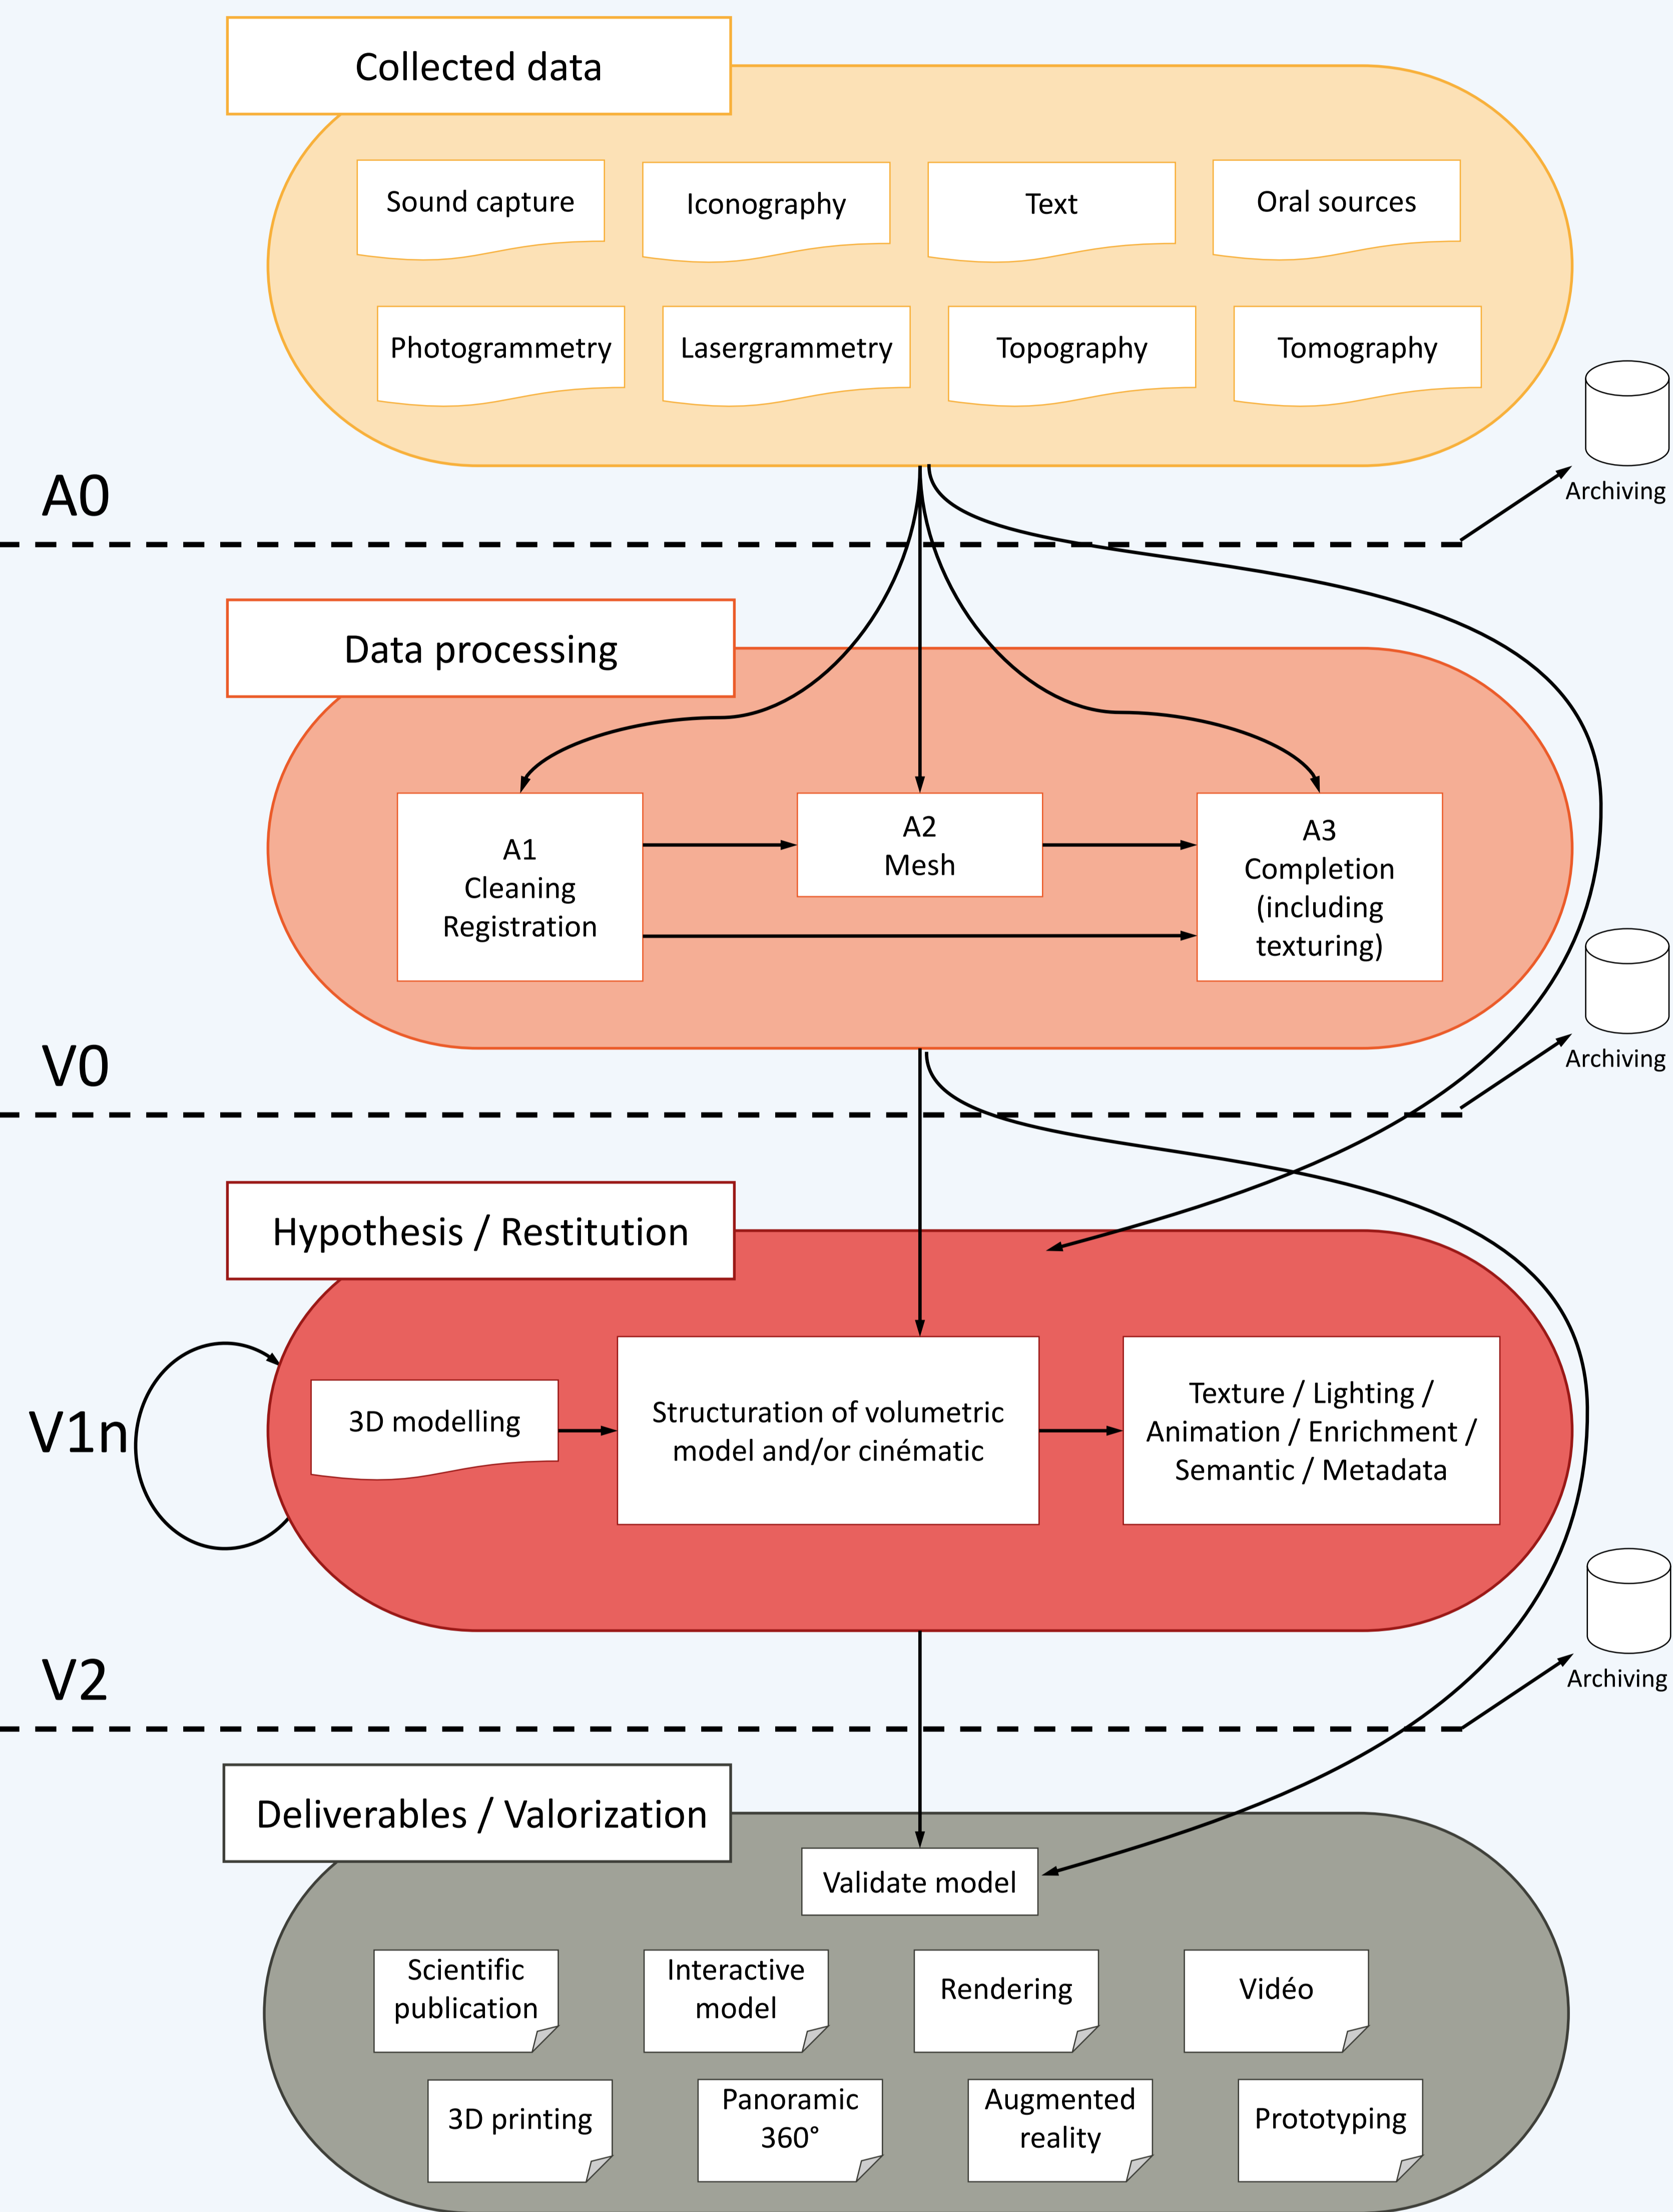 Collected data
Sound capture
Iconography
Text
Oral sources
Photogrammetry
Lasergrammetry
Topography
Tomography
A0
Archiving
Data processing
A1
Cleaning
Registration
A2
Mesh
A3
Completion
(including
texturing)
V0
Archiving
Hypothesis / Restitution
V1n
3D modelling
Structuration of volumetric
model and/or cinématic
Texture / Lighting /
Animation / Enrichment /
Semantic / Metadata
V2
Archiving
Deliverables / Valorization
Validate model
Scientific
publication
Interactive
model
Rendering
Vidéo
3D printing
Panoramic
360°
Augmented
reality
Prototyping